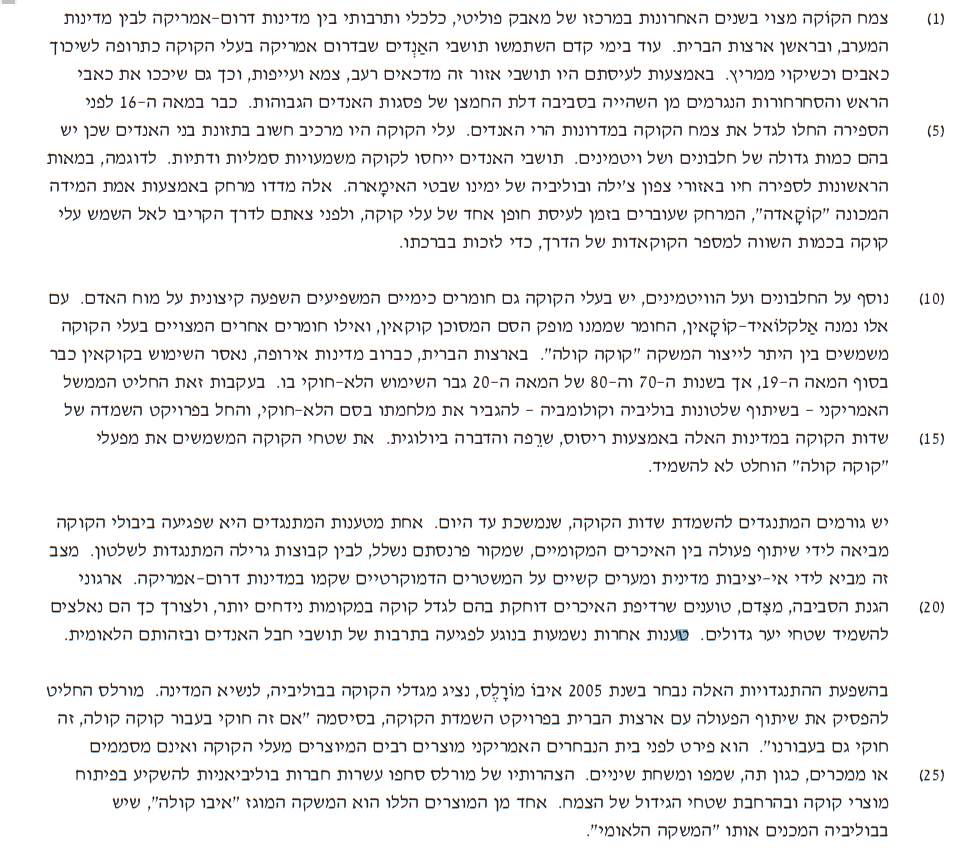 (1) צמח הקוֹקה מצוי בשנים האחרונות במרכזו של מאבק פוליטי, כלכלי ותרבותי בין מדינות דרום-אמריקה לבין מדינות
המערב, ובראשן ארצות הברית. עוד בימי קדם השתמשו תושבי האַנְדים שבדרום אמריקה בעלי הקוקה כתרופה לשיכוך
כאבים וכשיקוי ממריץ. באמצעות לעיסתם היו תושבי אזור זה מדכאים רעב, צמא ועייפות, וכך גם שיככו את כאבי
הראש והסחרחורות הנגרמים מן השהייה בסביבה דלת החמצן של פסגות האנדים הגבוהות. כבר במאה ה-16 לפני
(5) הספירה החלו לגדל את צמח הקוקה במדרונות הרי האנדים. עלי הקוקה היו מרכיב חשוב בתזונת בני האנדים שכן יש
בהם כמות גדולה של חלבונים ושל ויטמינים. תושבי האנדים ייחסו לקוקה משמעויות סמליות ודתיות. לדוגמה, במאות
הראשונות לספירה חיו באזורי צפון צ'ילה ובוליביה של ימינו שבטי האימָארה. אלה מדדו מרחק באמצעות אמת המידה
המכונה "קוֹקָאדה", המרחק שעוברים בזמן לעיסת חופן אחד של עלי קוקה, ולפני צאתם לדרך הקריבו לאל השמש עלי
קוקה בכמות השווה למספר הקוקאדות של הדרך, כדי לזכות בברכתו.
(10) נוסף על החלבונים ועל הוויטמינים, יש בעלי הקוקה גם חומרים כימיים המשפיעים השפעה קיצונית על מוח האדם. עם
אלו נמנה אַלקלוֹאיד-קוֹקָאין, החומר שממנו מופק הסם המסוכן קוקאין, ואילו חומרים אחרים המצויים בעלי הקוקה
משמשים בין היתר לייצור המשקה "קוקה קולה". בארצות הברית, כברוב מדינות אירופה, נאסר השימוש בקוקאין כבר
בסוף המאה ה-19, אך בשנות ה-70 וה-80 של המאה ה-20 גבר השימוש הלא-חוקי בו. בעקבות זאת החליט הממשל
האמריקני - בשיתוף שלטונות בוליביה וקולומביה - להגביר את מלחמתו בסם הלא-חוקי, והחל בפרויקט השמדה של
(15) שדות הקוקה במדינות האלה באמצעות ריסוס, שרֵפה והדברה ביולוגית. את שטחי הקוקה המשמשים את מפעלי
"קוקה קולה" הוחלט לא להשמיד.
יש גורמים המתנגדים להשמדת שדות הקוקה, שנמשכת עד היום. אחת מטענות המתנגדים היא שפגיעה ביבולי הקוקה
מביאה לידי שיתוף פעולה בין האיכרים המקומיים, שמקור פרנסתם נשלל, לבין קבוצות גרילה המתנגדות לשלטון. מצב
זה מביא לידי אי-יציבות מדינית ומערים קשיים על המשטרים הדמוקרטיים שקמו במדינות דרום-אמריקה. ארגוני
(20) הגנת הסביבה, מצִדם, טוענים שרדיפת האיכרים דוחקת בהם לגדל קוקה במקומות נידחים יותר, ולצורך כך הם נאלצים
להשמיד שטחי יער גדולים. טענות אחרות נשמעות בנוגע לפגיעה בתרבות של תושבי חבל האנדים ובזהותם הלאומית.
בהשפעת ההתנגדויות האלה נבחר בשנת 2005 איבוֹ מוֹרָלֶס, נציג מגדלי הקוקה בבוליביה, לנשיא המדינה. מורלס החליט
להפסיק את שיתוף הפעולה עם ארצות הברית בפרויקט השמדת הקוקה, בסיסמה "אם זה חוקי בעבור קוקה קולה, זה
חוקי גם בעבורנו". הוא פירט לפני בית הנבחרים האמריקני מוצרים רבים המיוצרים מעלי הקוקה ואינם מסממים
(25) או ממכרים, כגון תה, שמפו ומשחת שיניים. הצהרותיו של מורלס סחפו עשרות חברות בוליביאניות להשקיע בפיתוח
מוצרי קוקה ובהרחבת שטחי הגידול של הצמח. אחד מן המוצרים הללו הוא המשקה המוגז "איבו קולה", שיש
בבוליביה המכנים אותו "המשקה הלאומי".